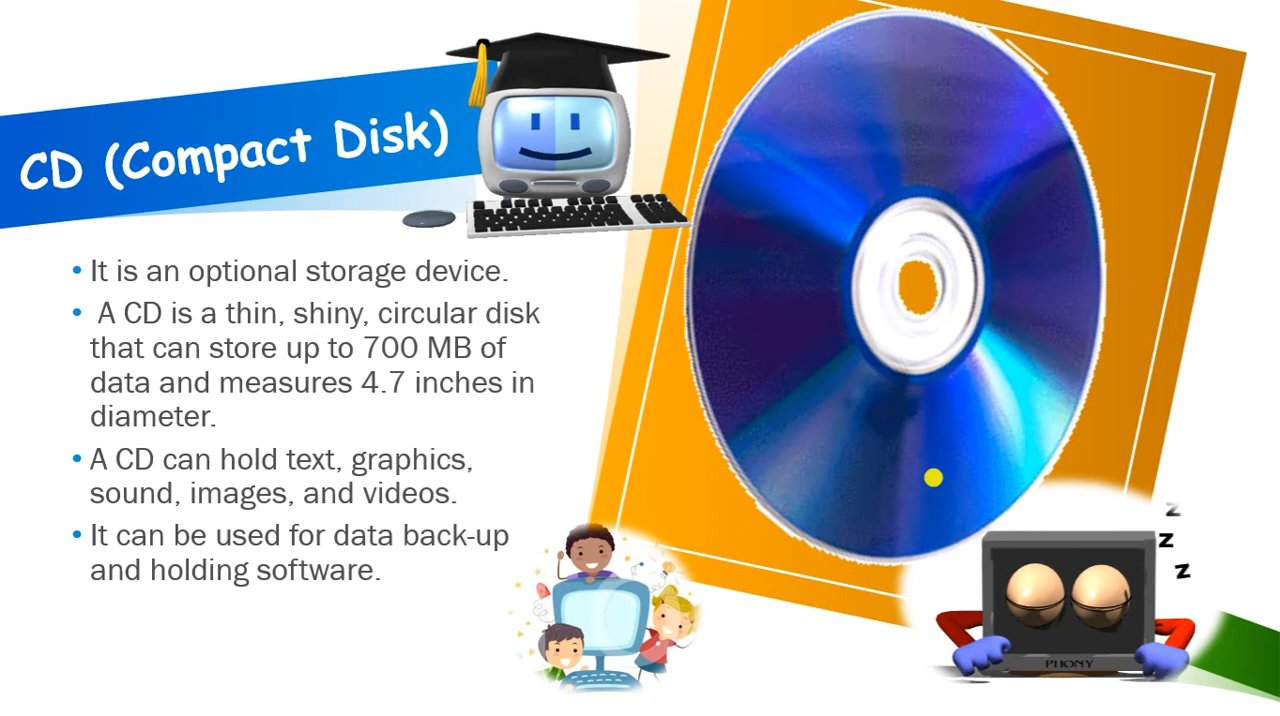 CD (Compact Disk)
• It is an optional storage device.
• A CD is a thin, shiny, circular disk
that can store up to 700 MB of
data and measures 4.7 inches in
diameter.
• A CD can hold text, graphics,
sound, images, and videos.
• It can be used for data back-up
and holding software.
z
z
z
PHONY